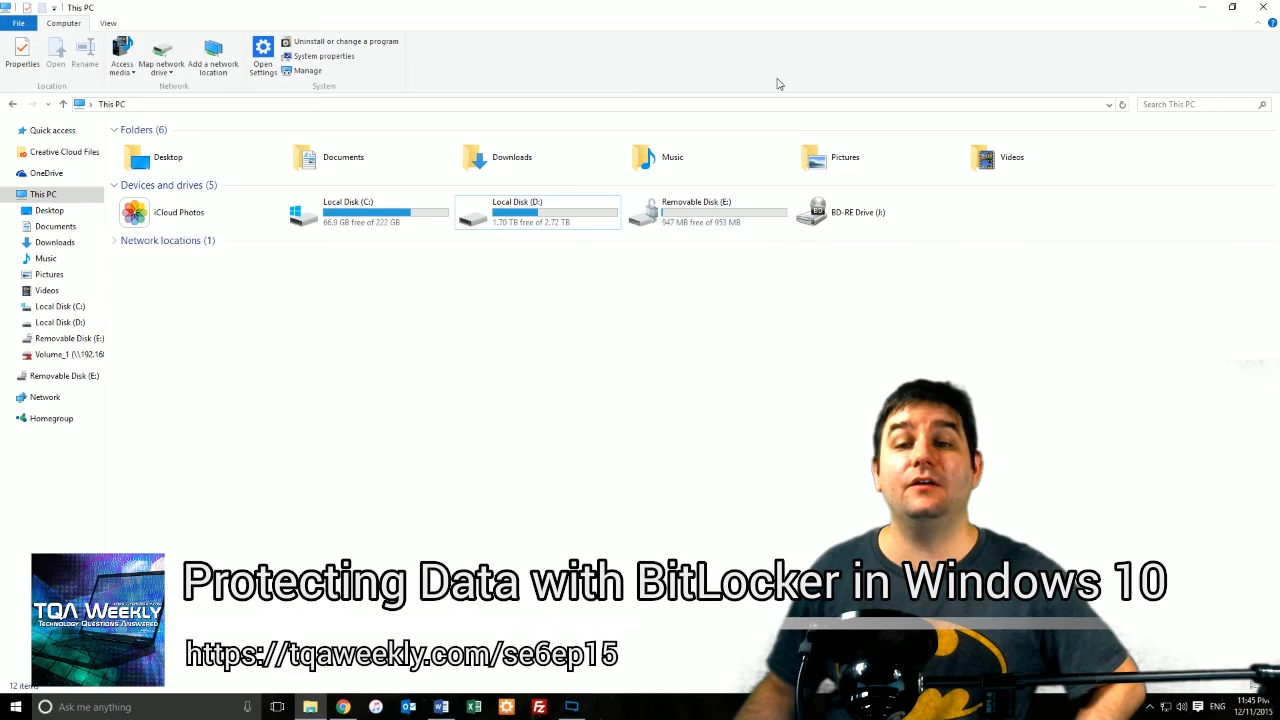 This PC
File
Computer
View
Properties
Open
Rename
Access media
Map network drive
Add a network location
Open Settings
Uninstall or change a program
System properties
Manage
Location
Network
System
This PC
Search This PC
Quick access
Creative Cloud Files
OneDrive
This PC
Desktop
Documents
Downloads
Music
Pictures
Videos
Local Disk (C:)
Local Disk (D:)
Removable Disk (E:)
Volume_1 (\\192.168
Removable Disk (E:)
Network
Homegroup
Folders (6)
Desktop
Documents
Downloads
Music
Pictures
Videos
Devices and drives (5)
iCloud Photos
Local Disk (C:)
66.9 GB free of 222 GB
Local Disk (D:)
1.70 TB free of 2.72 TB
Removable Disk (E:)
947 MB free of 953 MB
BD
BD-RE Drive (J:)
Network locations (1)
TQA Weekly
Technology Questions Answered
Protecting Data with BitLocker in Windows 10
https://tqaweekly.com/se6ep15
12 items
Ask me anything
ENG
11:45 PM
12/11/2015